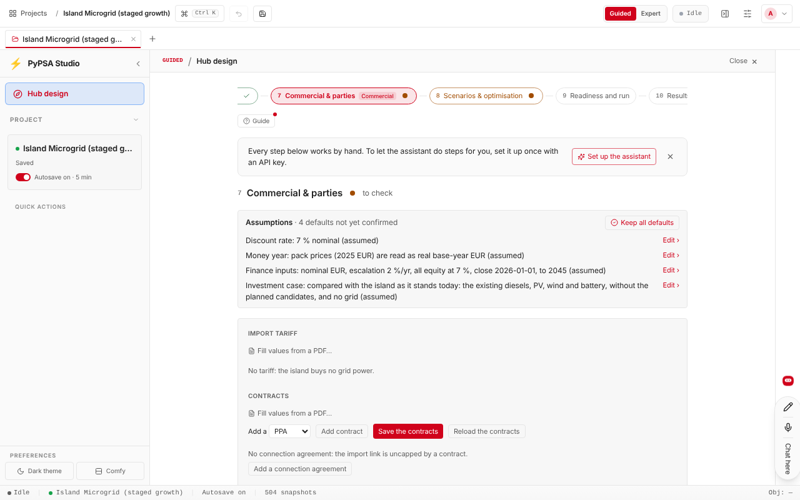 Projects / Island Microgrid (staged growth) Ctrl K Guided Expert Idle A
Island Microgrid (staged g...
PyPSA Studio
GUIDED / Hub design Close
Hub design
7 Commercial & parties Commercial 8 Scenarios & optimisation 9 Readiness and run 10 Result
PROJECT
Guide
Island Microgrid (staged g...
Saved
Autosave on · 5 min
QUICK ACTIONS
Every step below works by hand. To let the assistant do steps for you, set it up once with
an API key.
Set up the assistant
7 Commercial & parties to check
Assumptions · 4 defaults not yet confirmed Keep all defaults
Discount rate: 7 % nominal (assumed) Edit ›
Money year: pack prices (2025 EUR) are read as real base-year EUR (assumed) Edit ›
Finance inputs: nominal EUR, escalation 2 %/yr, all equity at 7 %, close 2026-01-01, to 2045 (assumed) Edit ›
Investment case: compared with the island as it stands today: the existing diesels, PV, wind and battery, without the Edit ›
planned candidates, and no grid (assumed)
IMPORT TARIFF
Fill values from a PDF...
No tariff: the island buys no grid power.
CONTRACTS
Fill values from a PDF...
Add a PPA Add contract Save the contracts Reload the contracts
No connection agreement: the import link is uncapped by a contract.
Add a connection agreement
Chat here
PREFERENCES
Dark theme Comfy
Idle Island Microgrid (staged growth) Autosave on 504 snapshots Obj: —